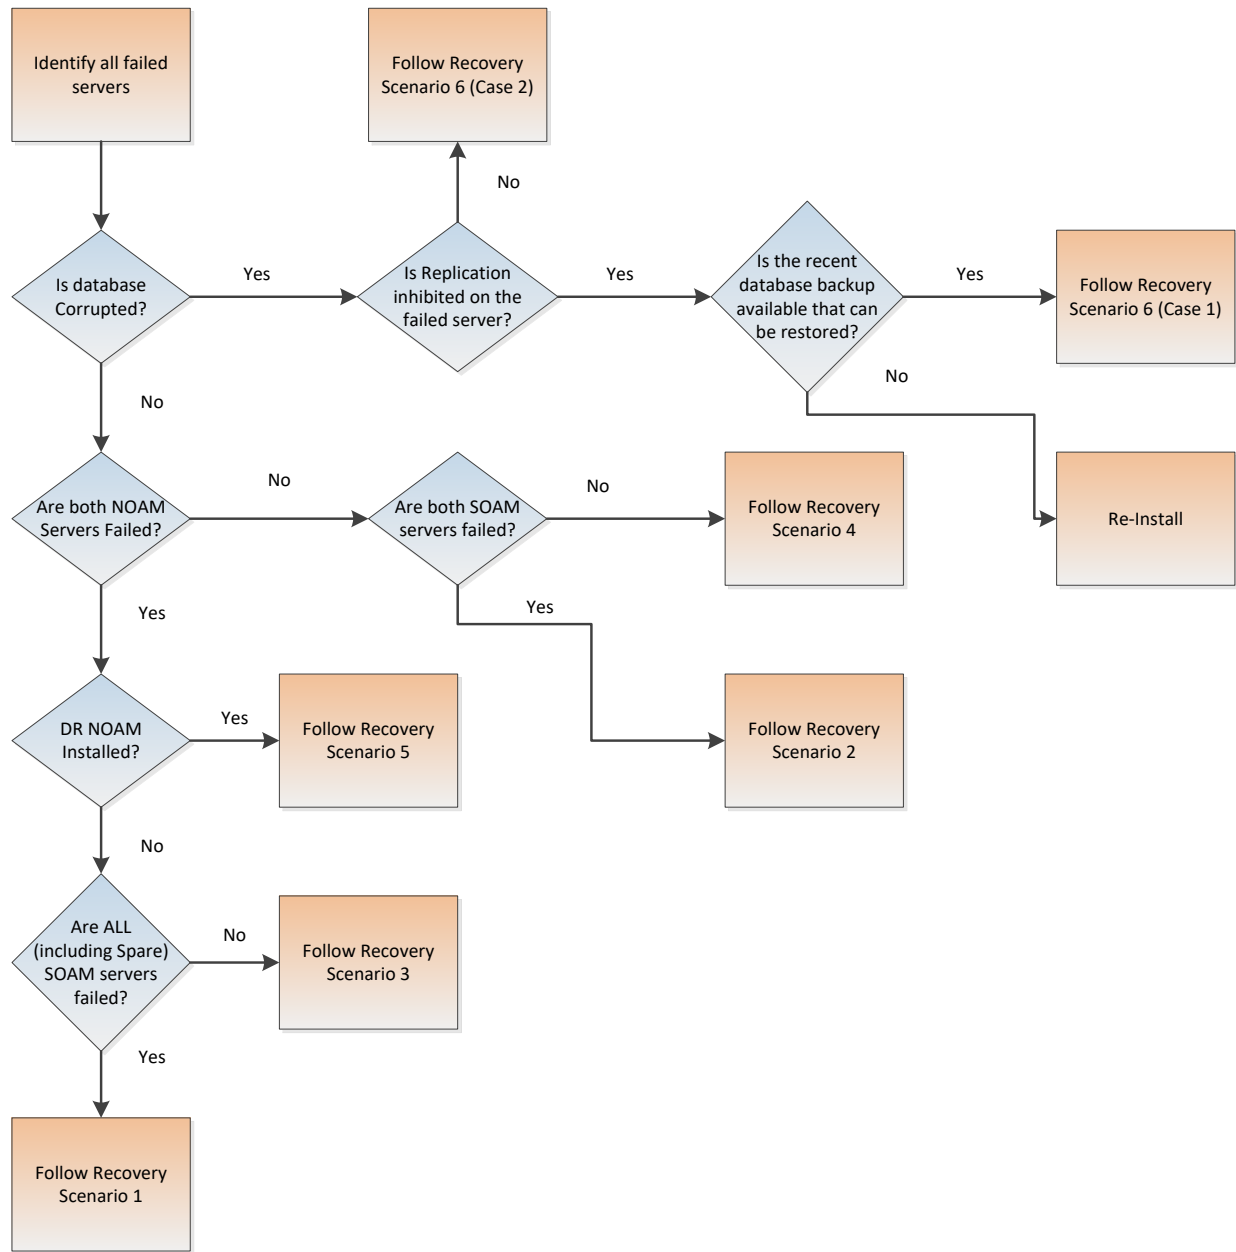 Identify all failed
servers
Follow Recovery
Scenario 6 (Case 2)
No
Is database
Corrupted?
Yes
Is Replication
inhibited on the
failed server?
Yes
Is the recent
database backup
available that can
be restored?
Yes
Follow Recovery
Scenario 6 (Case 1)
No
No
Are both NOAM
Servers Failed?
No
Are both SOAM
servers failed?
No
Follow Recovery
Scenario 4
Re-Install
Yes
Yes
DR NOAM
Installed?
Yes
Follow Recovery
Scenario 5
Follow Recovery
Scenario 2
No
Are ALL
(including Spare)
SOAM servers
failed?
No
Follow Recovery
Scenario 3
Yes
Follow Recovery
Scenario 1